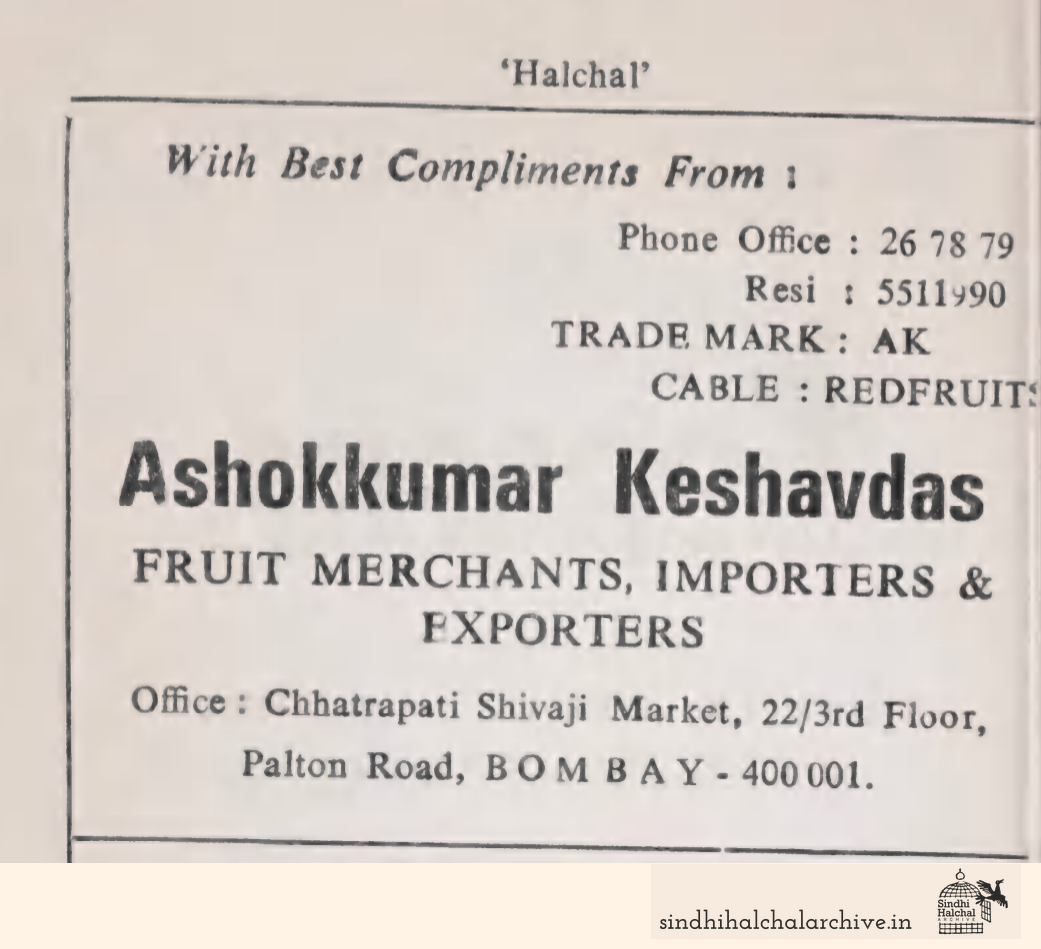 ‘Halchal’
With Best Compliments From :
Phone Office : 26 78 79
Resi : 5511990
TRADE MARK : AK
CABLE : REDFRUITS
Ashokkumar Keshavdas
FRUIT MERCHANTS, IMPORTERS &
EXPORTERS
Office : Chhatrapati Shivaji Market, 22/3rd Floor,
Palton Road, BOMBAY - 400 001.
sindhihalchalarchive.in
Sindhi
Halchal
ARCHIVE